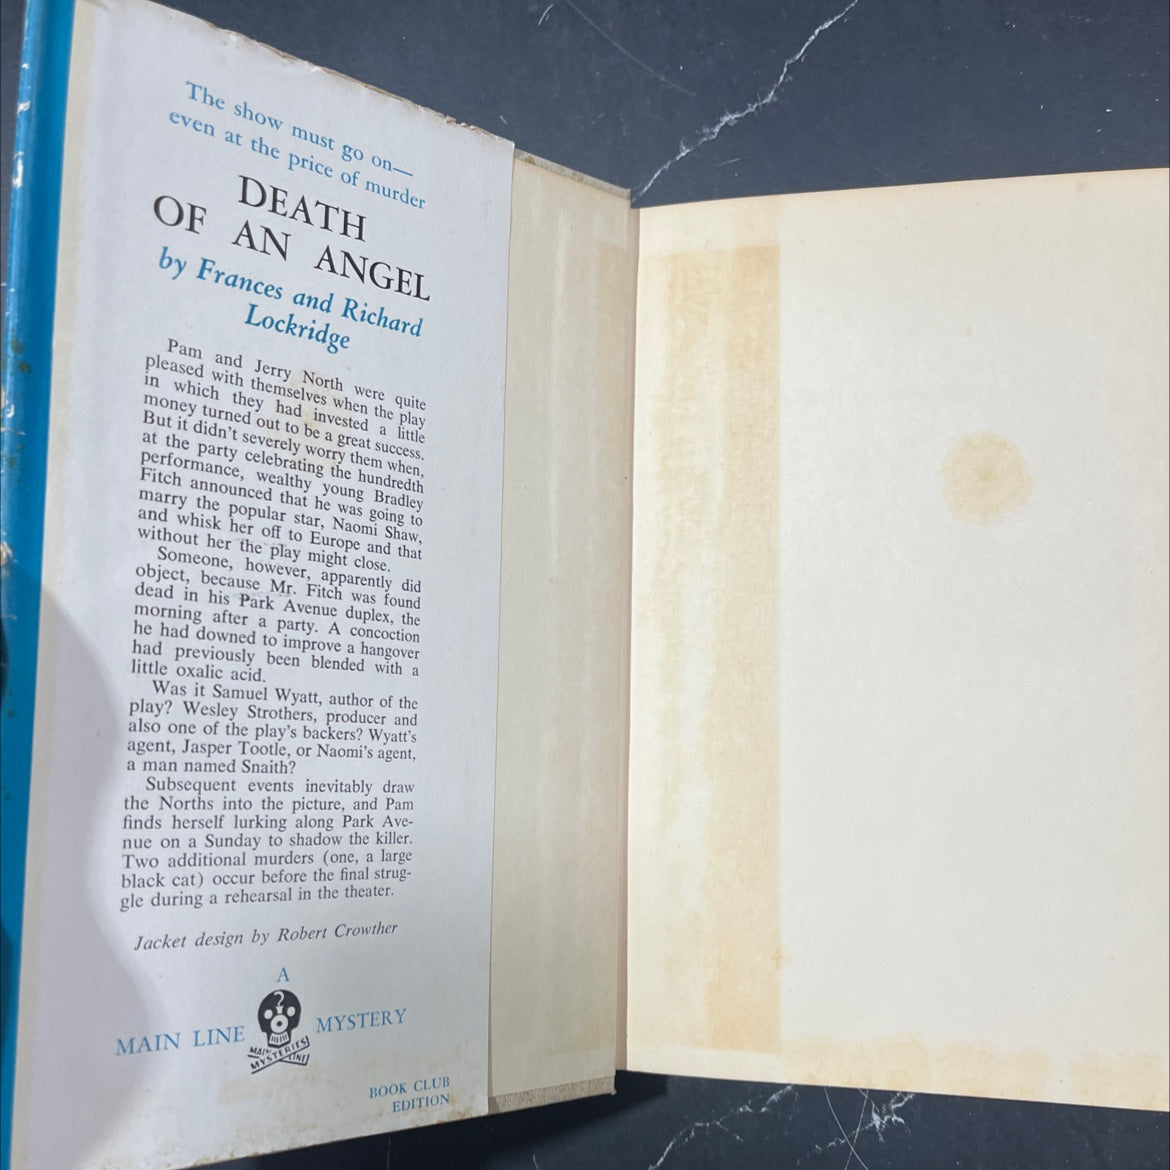 The show must go on—
even at the price of murder
DEATH
OF AN ANGEL
by Frances and Richard
Lockridge
Pam and Jerry North were quite
pleased with themselves when the play
in which they had invested a little
money turned out to be a great success.
But it didn't severely worry them when,
at the party celebrating the hundredth
performance, wealthy young Bradley
Fitch announced that he was going to
marry the popular star, Naomi Shaw,
and whisk her off to Europe and that
without her the play might close.
Someone, however, apparently did
object, because Mr. Fitch was found
dead in his Park Avenue duplex, the
morning after a party. A concoction
he had downed to improve a hangover
had previously been blended with a
little oxalic acid.
Was it Samuel Wyatt, author of the
play? Wesley Strothers, producer and
also one of the play's backers? Wyatt's
agent, Jasper Tootle, or Naomi's agent,
a man named Snaith?
Subsequent events inevitably draw
the Norths into the picture, and Pam
finds herself lurking along Park Ave-
nue on a Sunday to shadow the killer.
Two additional murders (one, a large
black cat) occur before the final strug-
gle during a rehearsal in the theater.
Jacket design by Robert Crowther
A
MAIN LINE MYSTERY
MAIN LINE
MYSTERIES
BOOK CLUB
EDITION